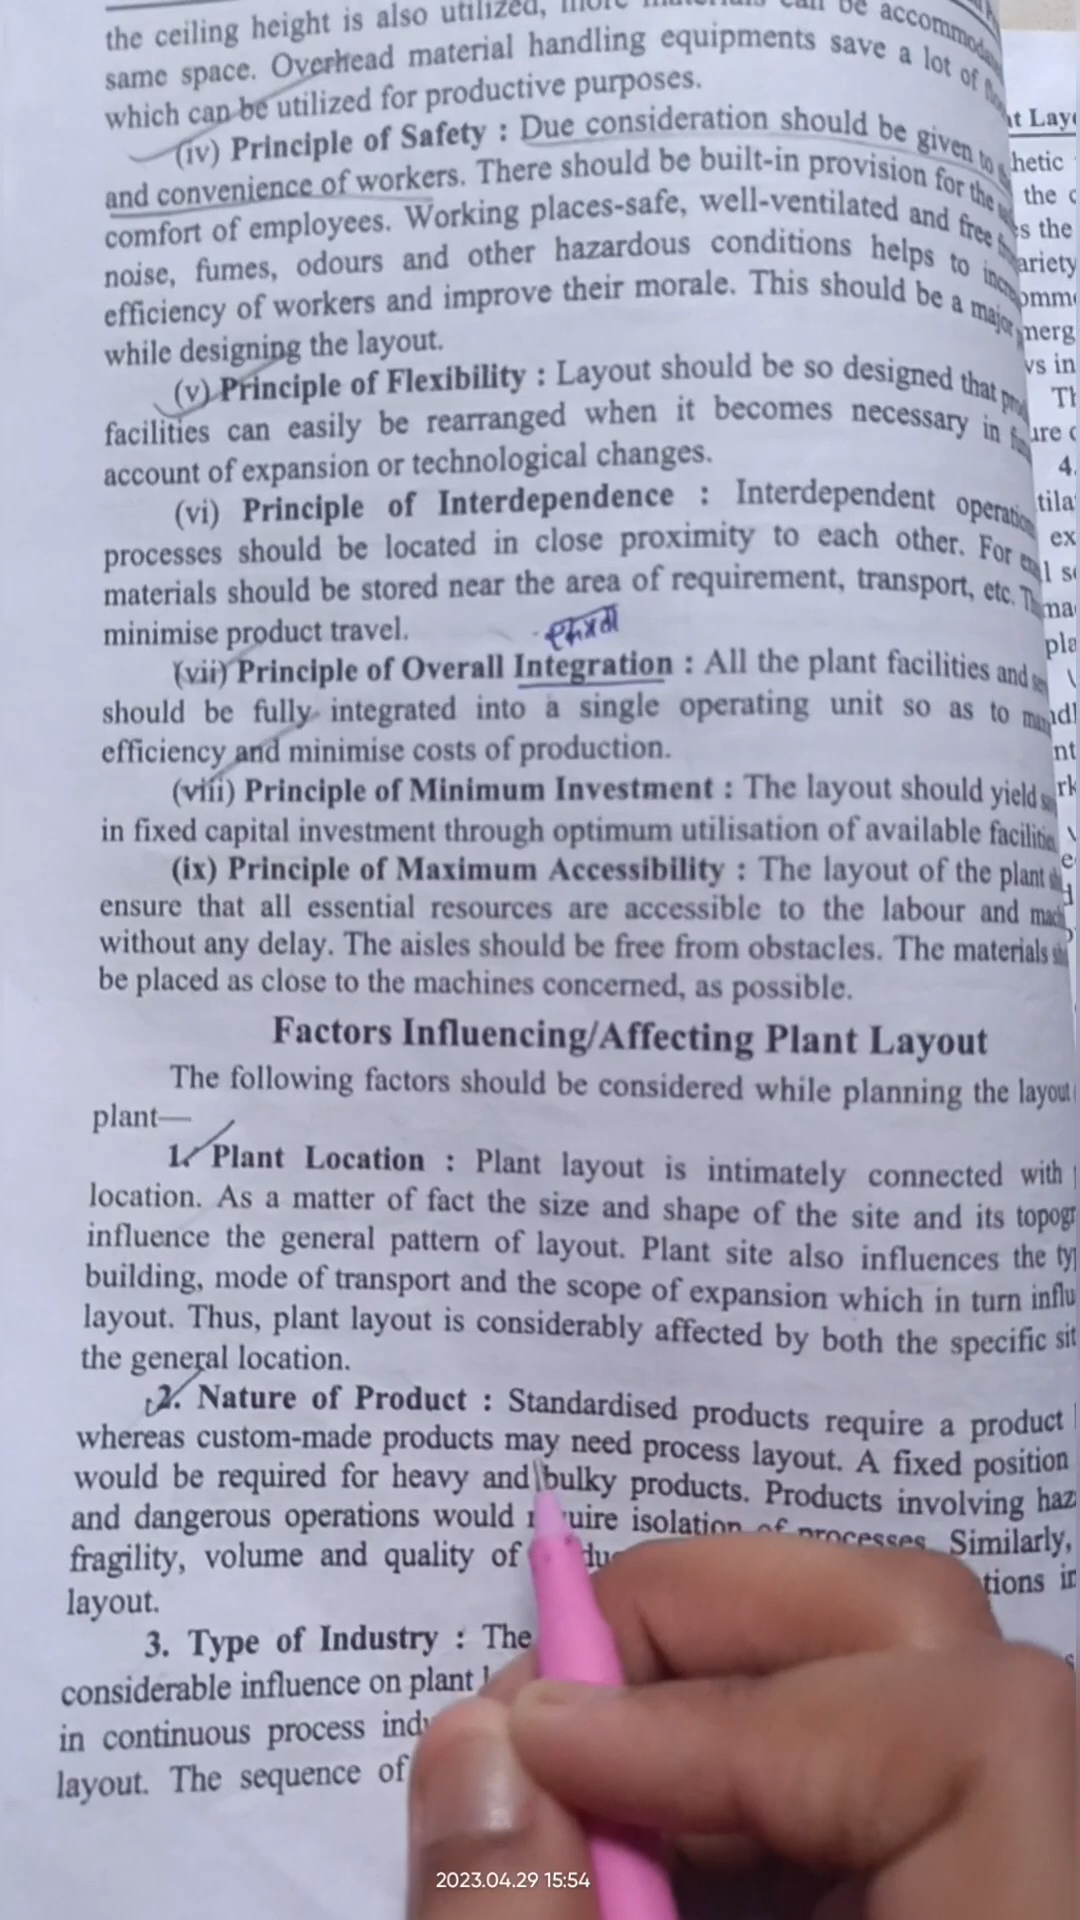 the ceiling height is also utilized, more materials can be
same space. Overhead material handling equipments save a lot of
which can be utilized for productive purposes.
(iv) Principle of Safety : Due consideration should be given to
and convenience of workers. There should be built-in provision for the
comfort of employees. Working places-safe, well-ventilated and free
noise, fumes, odours and other hazardous conditions helps to
efficiency of workers and improve their morale. This should be a major
while designing the layout.
(v) Principle of Flexibility : Layout should be so designed that
facilities can easily be rearranged when it becomes necessary in
account of expansion or technological changes.
(vi) Principle of Interdependence : Interdependent
processes should be located in close proximity to each other. For
materials should be stored near the area of requirement, transport, etc.
minimise product travel.
(vii) Principle of Overall Integration : All the plant facilities and
should be fully integrated into a single operating unit so as to
efficiency and minimise costs of production.
(viii) Principle of Minimum Investment : The layout should yield
in fixed capital investment through optimum utilisation of available
(ix) Principle of Maximum Accessibility : The layout of the plant
ensure that all essential resources are accessible to the labour and
without any delay. The aisles should be free from obstacles. The materials
be placed as close to the machines concerned, as possible.
Factors Influencing/Affecting Plant Layout
The following factors should be considered while planning the layout
plant—
1. Plant Location : Plant layout is intimately connected with
location. As a matter of fact the size and shape of the site and its
influence the general pattern of layout. Plant site also influences the
building, mode of transport and the scope of expansion which in turn
layout. Thus, plant layout is considerably affected by both the specific
the general location.
2. Nature of Product : Standardised products require a product
whereas custom-made products may need process layout. A fixed position
would be required for heavy and bulky products. Products involving
and dangerous operations would isolation of processes. Similarly,
fragility, volume and quality of
layout.
3. Type of Industry : The
considerable influence on plant
in continuous process
layout. The sequence of
2023.04.29 15:54